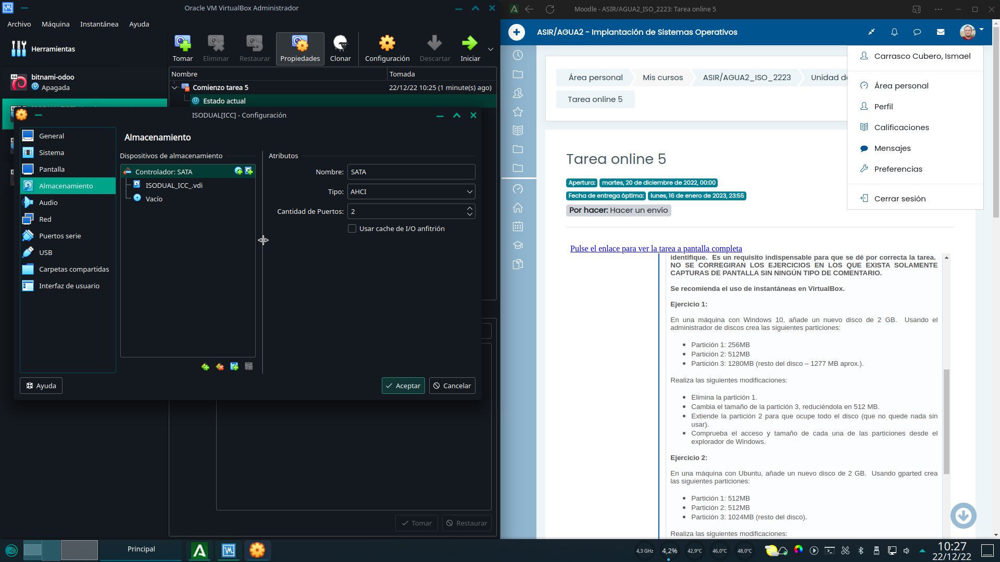 Oracle VM VirtualBox Administrador
Archivo Máquina Instantánea Ayuda
Herramientas
Tomar Eliminar Restaurar Propiedades Clonar Configuración Descartar Iniciar
64 bitnami-odoo
Apagada
Nombre Tomada
Comienzo tarea 5 22/12/22 10:25 (1 minute(s) ago)
Estado actual
ISODUAL[ICC] - Configuración
General
Sistema
Pantalla
Almacenamiento
Audio
Red
Puertos serie
USB
Carpetas compartidas
Interfaz de usuario
Almacenamiento
Dispositivos de almacenamiento
Controlador: SATA
ISODUAL_ICC_.vdi
Vacío
Atributos
Nombre: SATA
Tipo: AHCI
Cantidad de Puertos: 2
Usar cache de I/O anfitrión
Ayuda Aceptar Cancelar
Tomar Restaurar
Moodle - ASIR/AGUA2_ISO_2223: Tarea online 5
ASIR/AGUA2 - Implantación de Sistemas Operativos
Área personal Mis cursos ASIR/AGUA2_ISO_2223 Unidad de
Tarea online 5
Carrasco Cubero, Ismael
Área personal
Perfil
Calificaciones
Mensajes
Preferencias
Cerrar sesión
Tarea online 5
Apertura: martes, 20 de diciembre de 2022, 00:00
Fecha de entrega óptima: lunes, 16 de enero de 2023, 23:55
Por hacer: Hacer un envío
Pulse el enlace para ver la tarea a pantalla completa
identifique. Es un requisito indispensable para que se dé por correcta la tarea.
NO SE CORREGIRAN LOS EJERCICIOS EN LOS QUE EXISTA SOLAMENTE
CAPTURAS DE PANTALLA SIN NINGÚN TIPO DE COMENTARIO.
Se recomienda el uso de instantáneas en VirtualBox.
Ejercicio 1:
En una máquina con Windows 10, añade un nuevo disco de 2 GB. Usando el
administrador de discos crea las siguientes particiones:
• Partición 1: 256MB
• Partición 2: 512MB
• Partición 3: 1280MB (resto del disco – 1277 MB aprox.).
Realiza las siguientes modificaciones:
• Elimina la partición 1.
• Cambia el tamaño de la partición 3, reduciéndola en 512 MB.
• Extiende la partición 2 para que ocupe todo el disco (que no quede nada sin
usar).
• Comprueba el acceso y tamaño de cada una de las particiones desde el
explorador de Windows.
Ejercicio 2:
En una máquina con Ubuntu, añade un nuevo disco de 2 GB. Usando gparted crea
las siguientes particiones:
• Partición 1: 512MB
• Partición 2: 512MB
• Partición 3: 1024MB (resto del disco).
Realiza las siguientes modificaciones:
Principal
4,3 GHz 4,2% 42,9°C 46,0°C 48,0°C
10:27
22/12/22